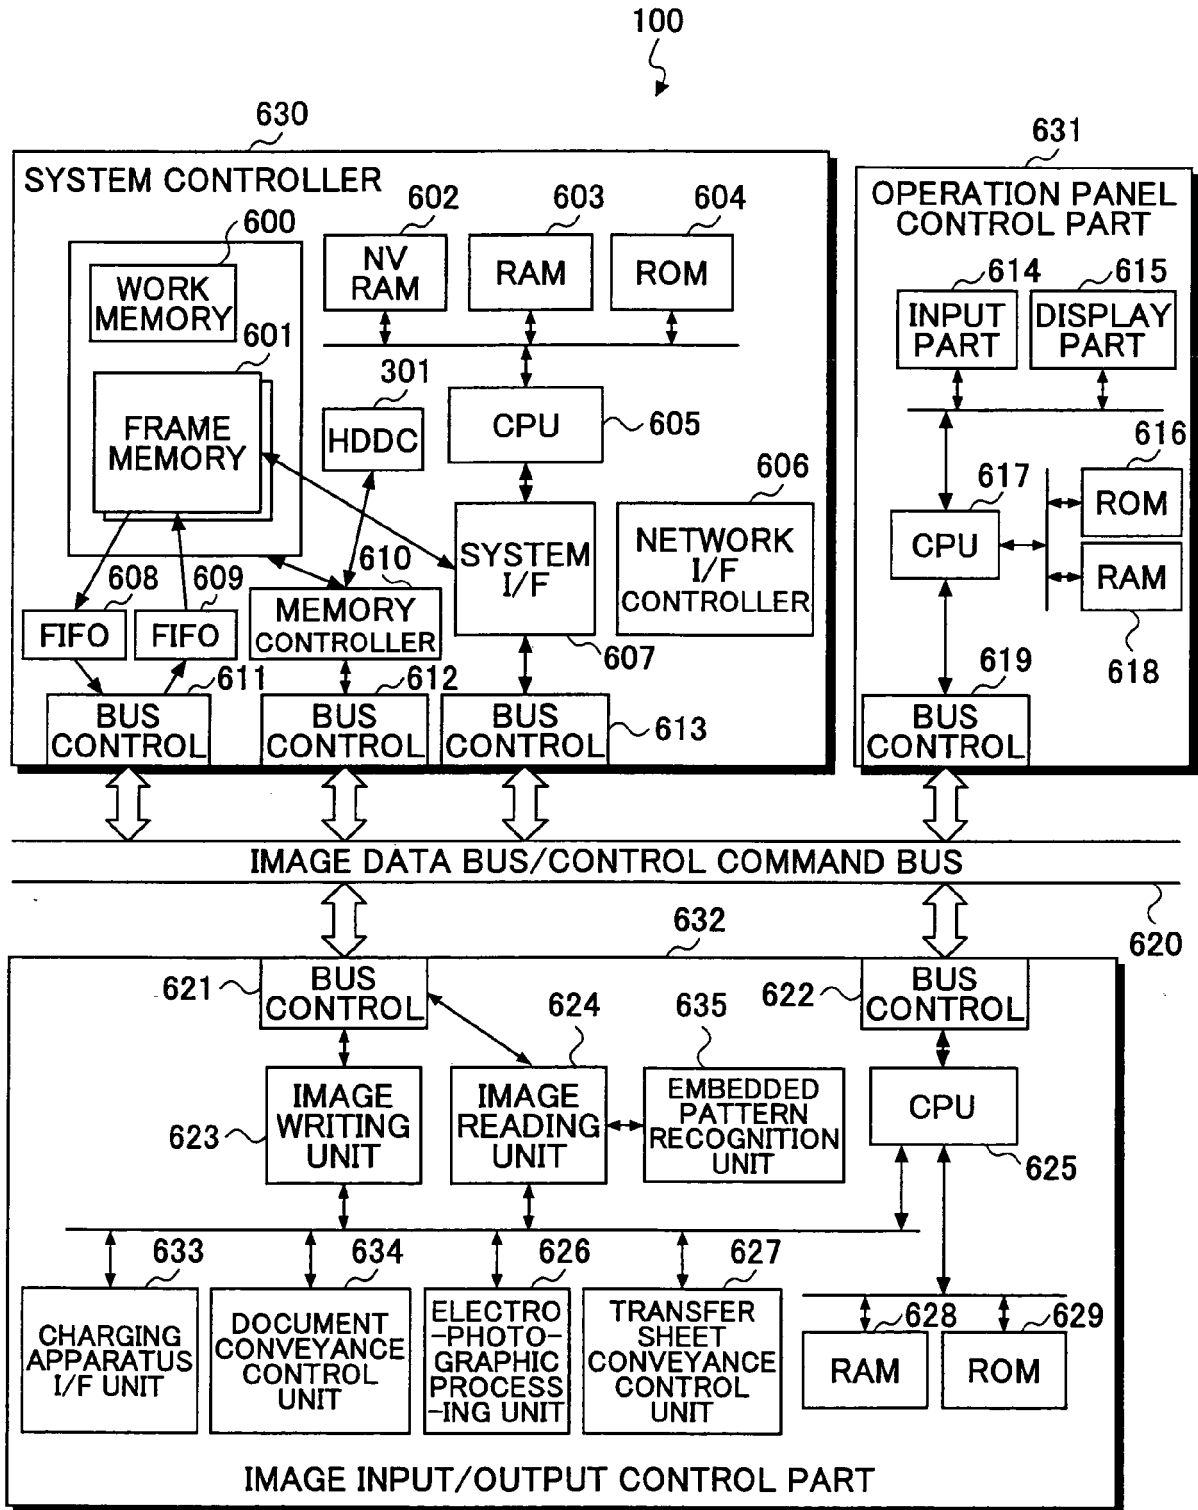 100
630
SYSTEM CONTROLLER
600
WORK
MEMORY
601
FRAME
MEMORY
602
NV
RAM
603
RAM
604
ROM
301
HDDC
CPU
605
606
NETWORK
I/F
CONTROLLER
SYSTEM
I/F
607
608
FIFO
609
FIFO
610
MEMORY
CONTROLLER
611
BUS
CONTROL
612
BUS
CONTROL
BUS
CONTROL
613
631
OPERATION PANEL
CONTROL PART
614
INPUT
PART
615
DISPLAY
PART
616
ROM
617
CPU
RAM
618
619
BUS
CONTROL
IMAGE DATA BUS/CONTROL COMMAND BUS
620
632
621
BUS
CONTROL
622
BUS
CONTROL
623
IMAGE
WRITING
UNIT
624
IMAGE
READING
UNIT
635
EMBEDDED
PATTERN
RECOGNITION
UNIT
CPU
625
633
CHARGING
APPARATUS
I/F UNIT
634
DOCUMENT
CONVEYANCE
CONTROL
UNIT
626
ELECTRO
-PHOTO-
GRAPHIC
PROCESS
-ING UNIT
627
TRANSFER
SHEET
CONVEYANCE
CONTROL
UNIT
628
RAM
629
ROM
IMAGE INPUT/OUTPUT CONTROL PART